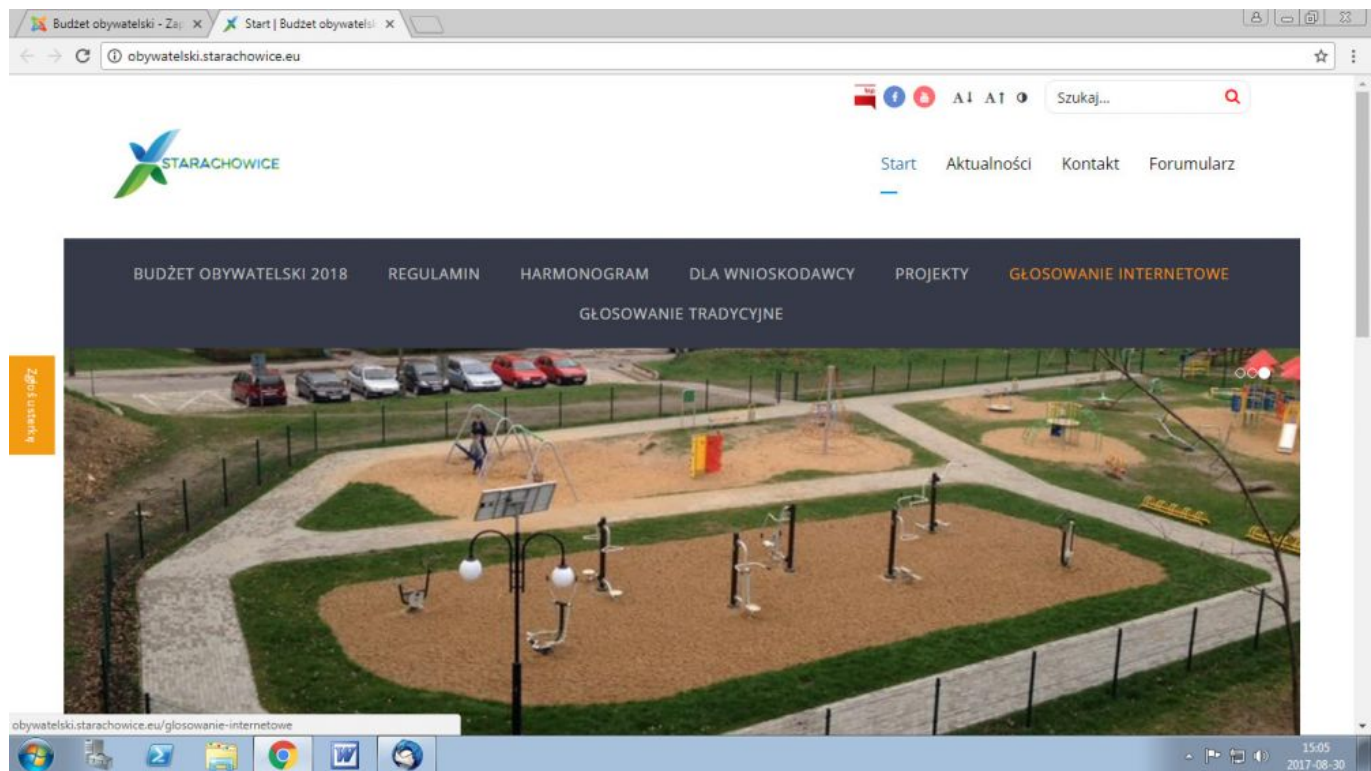 Budżet obywatelski - Zap
Start | Budżet obywatelsk
obywatelski.starachowice.eu
bip
A A Szukaj...
STARACHOWICE
Start Aktualności Kontakt Forumularz
BUDŻET OBYWATELSKI 2018 REGULAMIN HARMONOGRAM DLA WNIOSKODAWCY PROJEKTY GŁOSOWANIE INTERNETOWE
GŁOSOWANIE TRADYCYJNE
Zgłoś usterkę
obywatelski.starachowice.eu/glosowanie-internetowe
15:05
2017-08-30